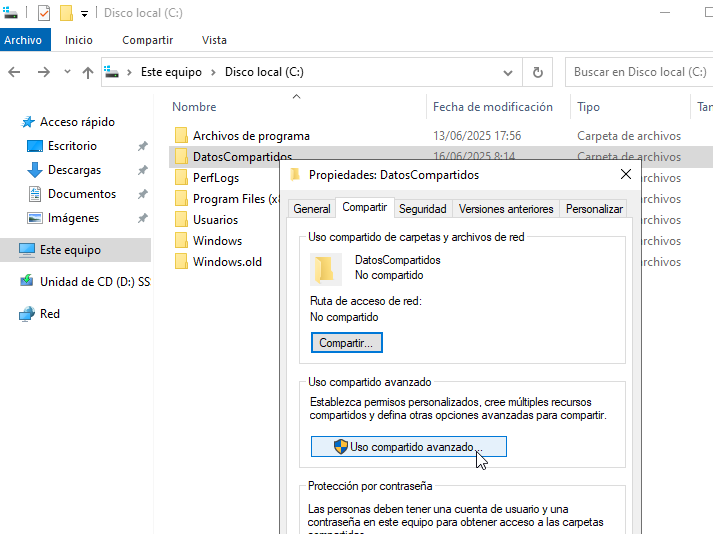 Disco local (C:)
Archivo Inicio Compartir Vista
Este equipo Disco local (C:) Buscar en Disco local (C:)
Nombre Fecha de modificación Tipo
Acceso rápido
Escritorio
Descargas
Documentos
Imágenes
Este equipo
Unidad de CD (D:) SS
Red
Archivos de programa 13/06/2025 17:56 Carpeta de archivos
DatosCompartidos 16/06/2025 8:14 Carpeta de archivos
PerfLogs
Program Files (x
Usuarios
Windows
Windows.old
Propiedades: DatosCompartidos
General Compartir Seguridad Versiones anteriores Personalizar
Uso compartido de carpetas y archivos de red
DatosCompartidos
No compartido
Ruta de acceso de red:
No compartido
Compartir...
Uso compartido avanzado
Establezca permisos personalizados, cree múltiples recursos
compartidos y defina otras opciones avanzadas para compartir.
Uso compartido avanzado...
Protección por contraseña
Las personas deben tener una cuenta de usuario y una
contraseña en este equipo para obtener acceso a las carpetas